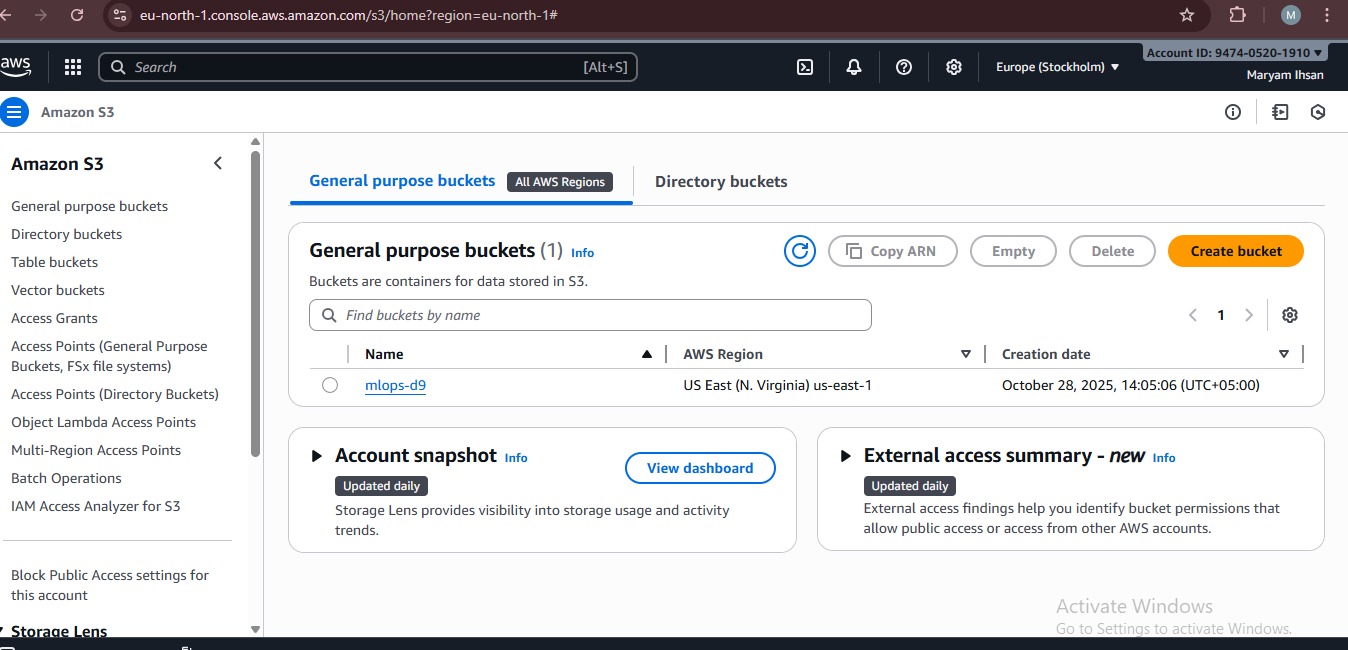 eu-north-1.console.aws.amazon.com/s3/home?region=eu-north-1#
M
aws
Search
[Alt+S]
Europe (Stockholm)
Account ID: 9474-0520-1910
Maryam Ihsan
Amazon S3
Amazon S3
General purpose buckets
Directory buckets
Table buckets
Vector buckets
Access Grants
Access Points (General Purpose
Buckets, FSx file systems)
Access Points (Directory Buckets)
Object Lambda Access Points
Multi-Region Access Points
Batch Operations
IAM Access Analyzer for S3
Block Public Access settings for
this account
Storage Lens
General purpose buckets All AWS Regions
Directory buckets
General purpose buckets (1) Info
Copy ARN
Empty
Delete
Create bucket
Buckets are containers for data stored in S3.
Find buckets by name
1
Name AWS Region Creation date
mlops-d9 US East (N. Virginia) us-east-1 October 28, 2025, 14:05:06 (UTC+05:00)
Account snapshot Info
Updated daily
View dashboard
Storage Lens provides visibility into storage usage and activity
trends.
External access summary - new Info
Updated daily
External access findings help you identify bucket permissions that
allow public access or access from other AWS accounts.
Activate Windows
Go to Settings to activate Windows.